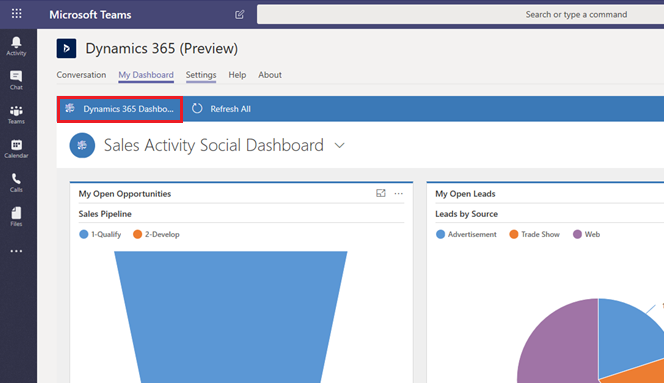 Microsoft Teams
Search or type a command
Dynamics 365 (Preview)
Activity
Conversation My Dashboard Settings Help About
Chat
Dynamics 365 Dashbo... Refresh All
Teams
Sales Activity Social Dashboard
Calendar
Calls
Files
My Open Opportunities
Sales Pipeline
1-Qualify 2-Develop
My Open Leads
Leads by Source
Advertisement Trade Show Web